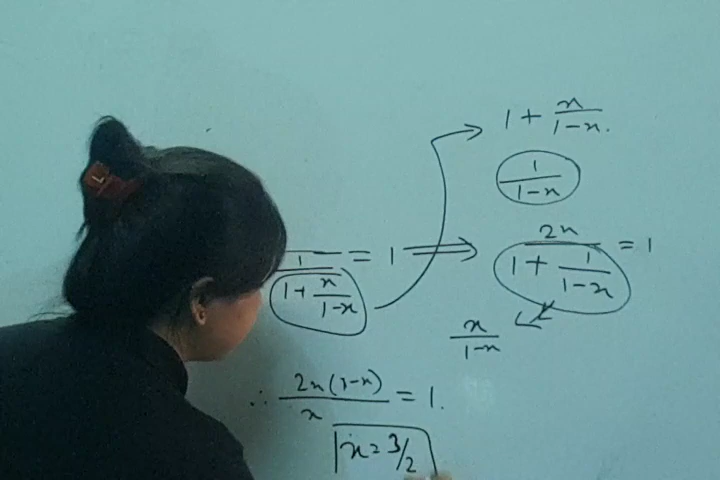 1 + x/(1-x).
1/(1-x)
1/(1 + x/(1-x)) = 1 ⟹ 2x/(1 + 1/(1-x)) = 1
x/(1-x)
∴ 2x(1-x)/x = 1.
x = 3/2